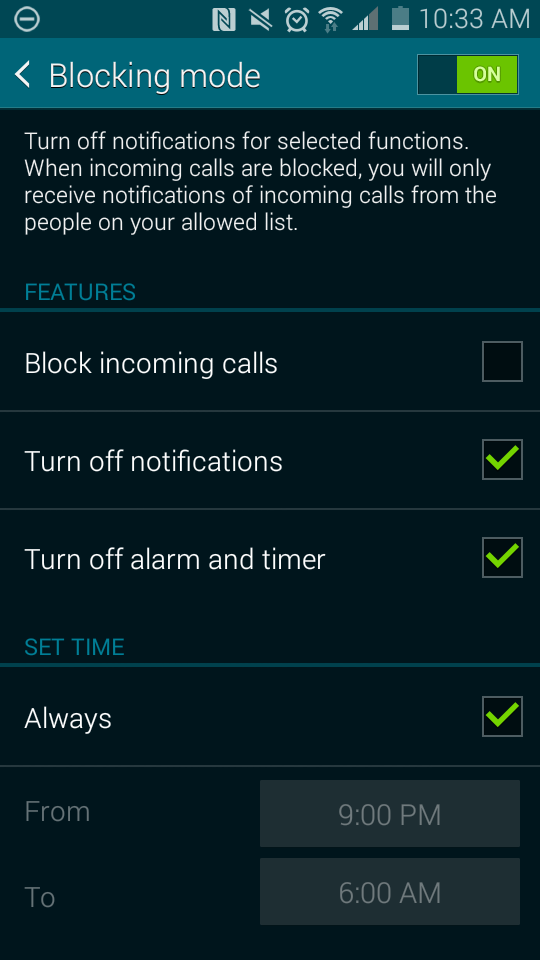 10:33 AM
Blocking mode
ON
Turn off notifications for selected functions.
When incoming calls are blocked, you will only
receive notifications of incoming calls from the
people on your allowed list.
FEATURES
Block incoming calls
Turn off notifications
Turn off alarm and timer
SET TIME
Always
From
9:00 PM
To
6:00 AM